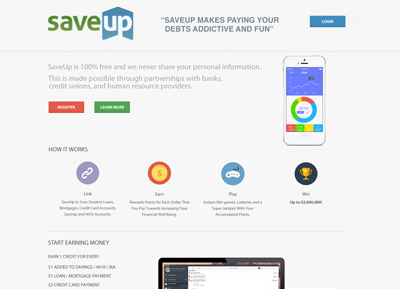 saveup
“SAVEUP MAKES PAYING YOUR
DEBTS ADDICTIVE AND FUN”
LOGIN
SaveUp is 100% free and we never share your personal information.
This is made possible through partnerships with banks,
credit unions, and human resource providers.
REGISTER
LEARN MORE
HOW IT WORKS
Link
SaveUp to Your Student Loans,
Mortgages, Credit Card Accounts,
Savings and 401K Accounts.
Earn
Rewards Points for Each Dollar That
You Pay Towards Increasing Your
Financial Well Being.
Play
Instant-Win games, Lotteries and a
Super Jackpot With Your
Accumulated Points
Win
Up to $2,000,000!
START EARNING MONEY
EARN 1 CREDIT FOR EVERY:
$1 ADDED TO SAVINGS / 401K / IRA
$1 LOAN / MORTGAGE PAYMENT
$2 CREDIT CARD PAYMENT